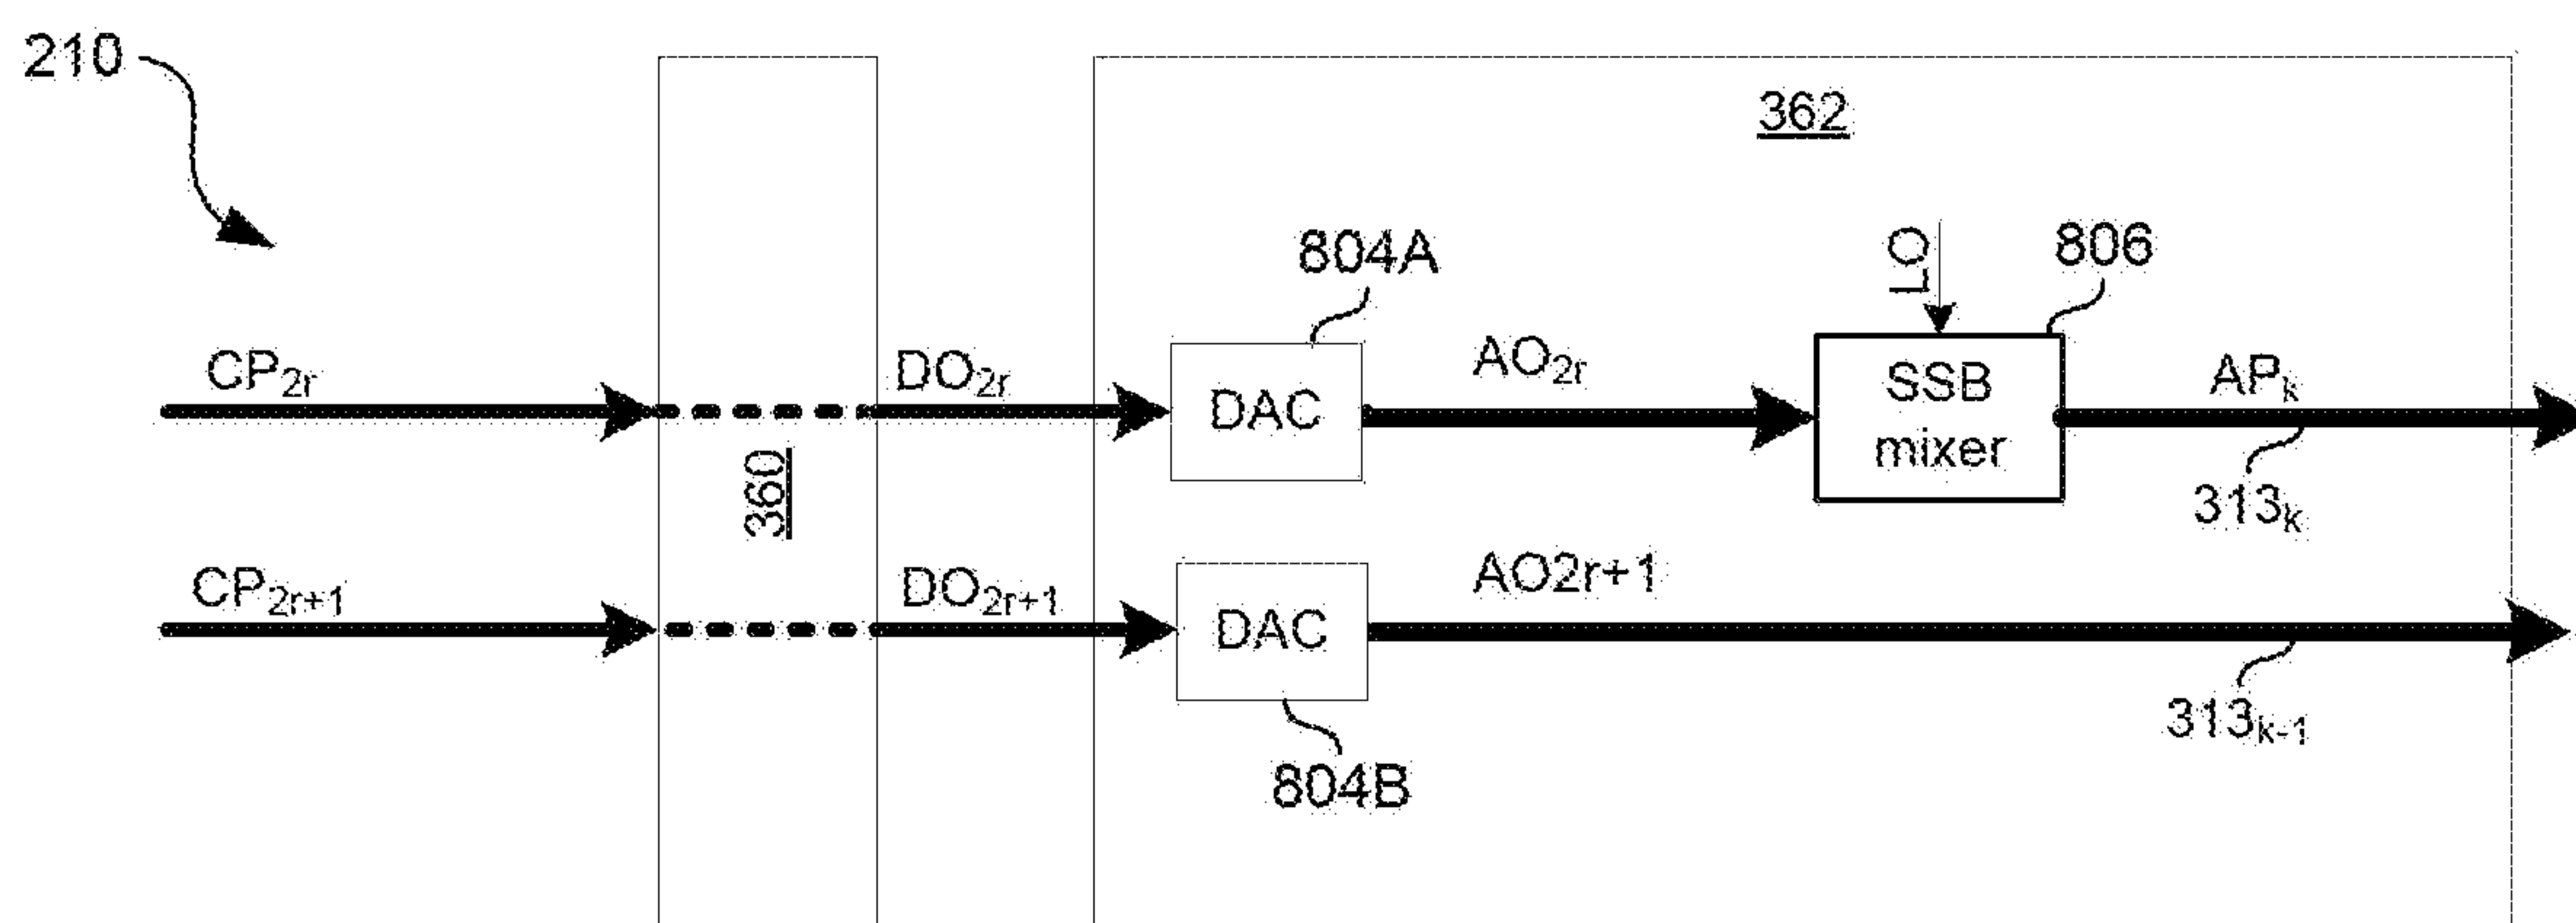 210
362
804A
LO
806
CP2r
DO2r
DAC
AO2r
SSB
mixer
APk
313k
360
CP2r+1
DO2r+1
DAC
AO2r+1
313k-1
804B